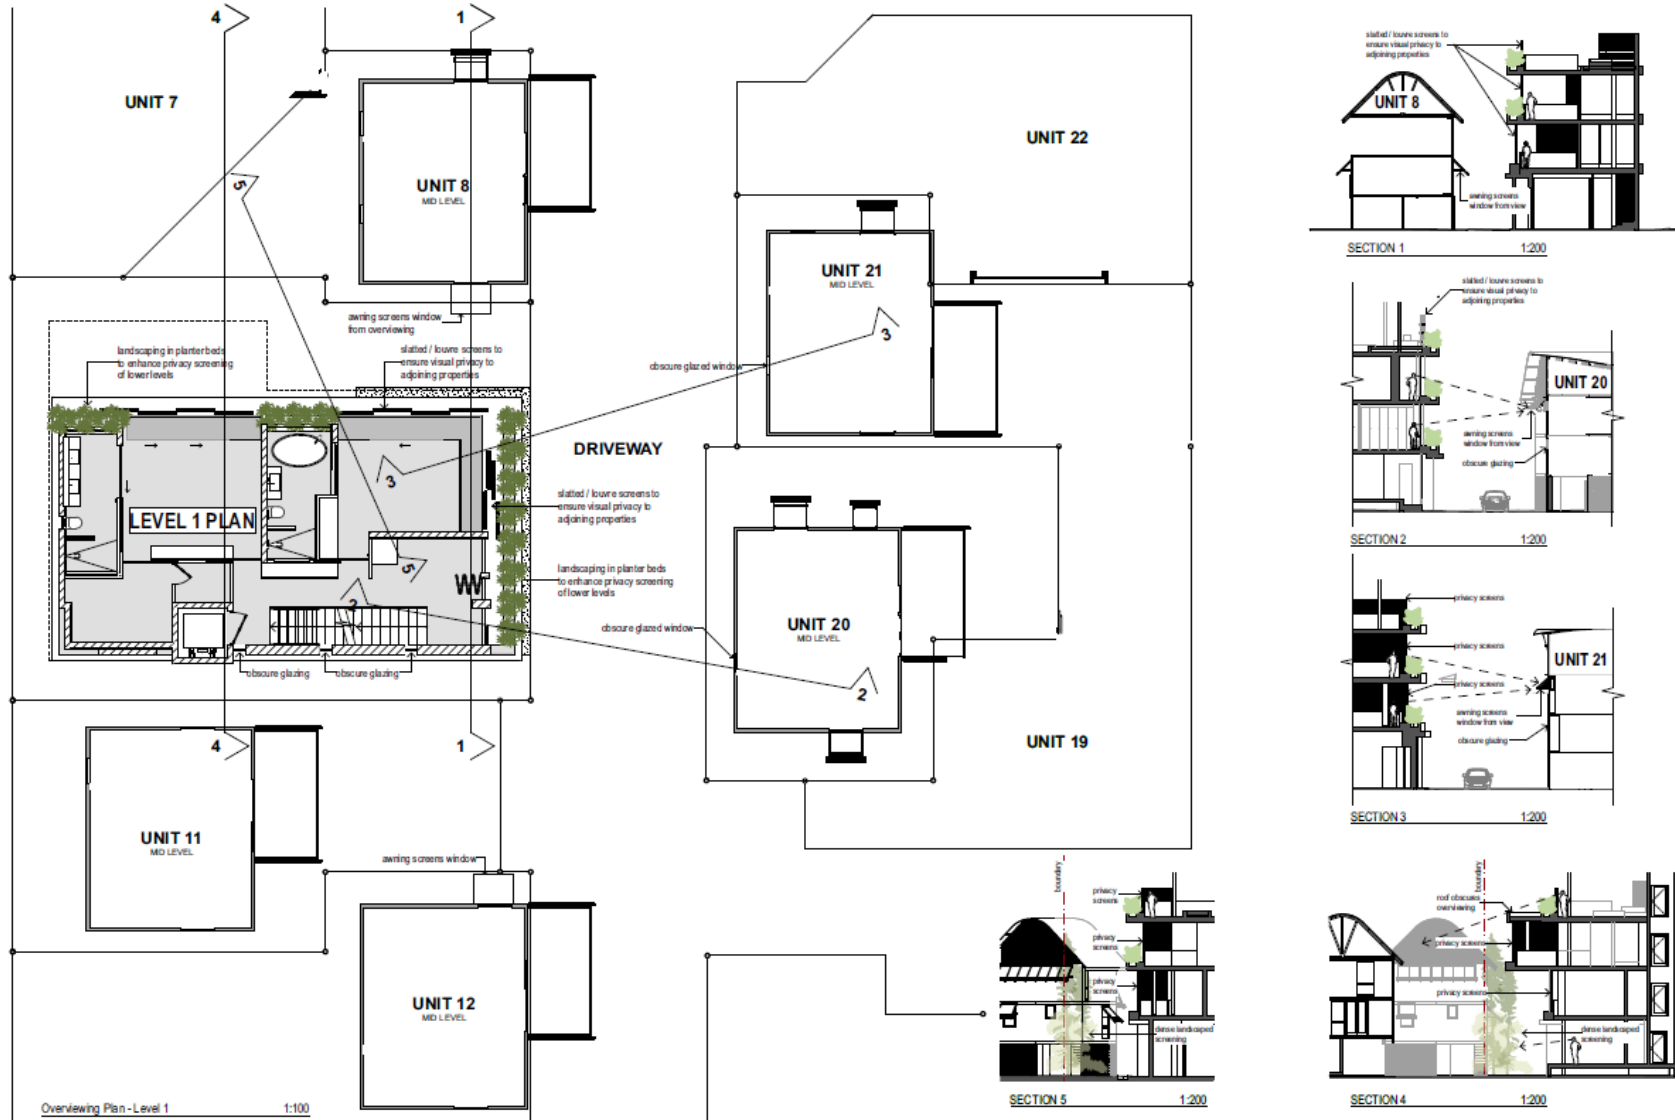 4
1
UNIT 7
UNIT 8
MID LEVEL
5
UNIT 22
UNIT 21
MID LEVEL
3
awning screens window
from overviewing
landscaping in planter beds
to enhance privacy screening
of lower levels
slatted / louvre screens to
ensure visual privacy to
adjoining properties
obscure glazed window
DRIVEWAY
3
LEVEL 1 PLAN
slatted / louvre screens to
ensure visual privacy to
adjoining properties
5
landscaping in planter beds
to enhance privacy screening
of lower levels
2
obscure glazed window
UNIT 20
MID LEVEL
2
obscure glazing
obscure glazing
4
1
UNIT 19
UNIT 11
MID LEVEL
awning screens window
UNIT 12
MID LEVEL
Overviewing Plan - Level 1
1:100
slatted / louvre screens to
ensure visual privacy to
adjoining properties
UNIT 8
awning screens
window from view
SECTION 1
1:200
slatted / louvre screens to
ensure visual privacy to
adjoining properties
UNIT 20
awning screens
window from view
obscure glazing
SECTION 2
1:200
privacy screens
privacy screens
UNIT 21
privacy screens
awning screens
window from view
obscure glazing
SECTION 3
1:200
boundary
privacy
screens
privacy
screens
privacy
screens
dense landscaped
screening
SECTION 5
1:200
boundary
roof obscures
overviewing
privacy screens
privacy screens
dense landscaped
screening
SECTION 4
1:200